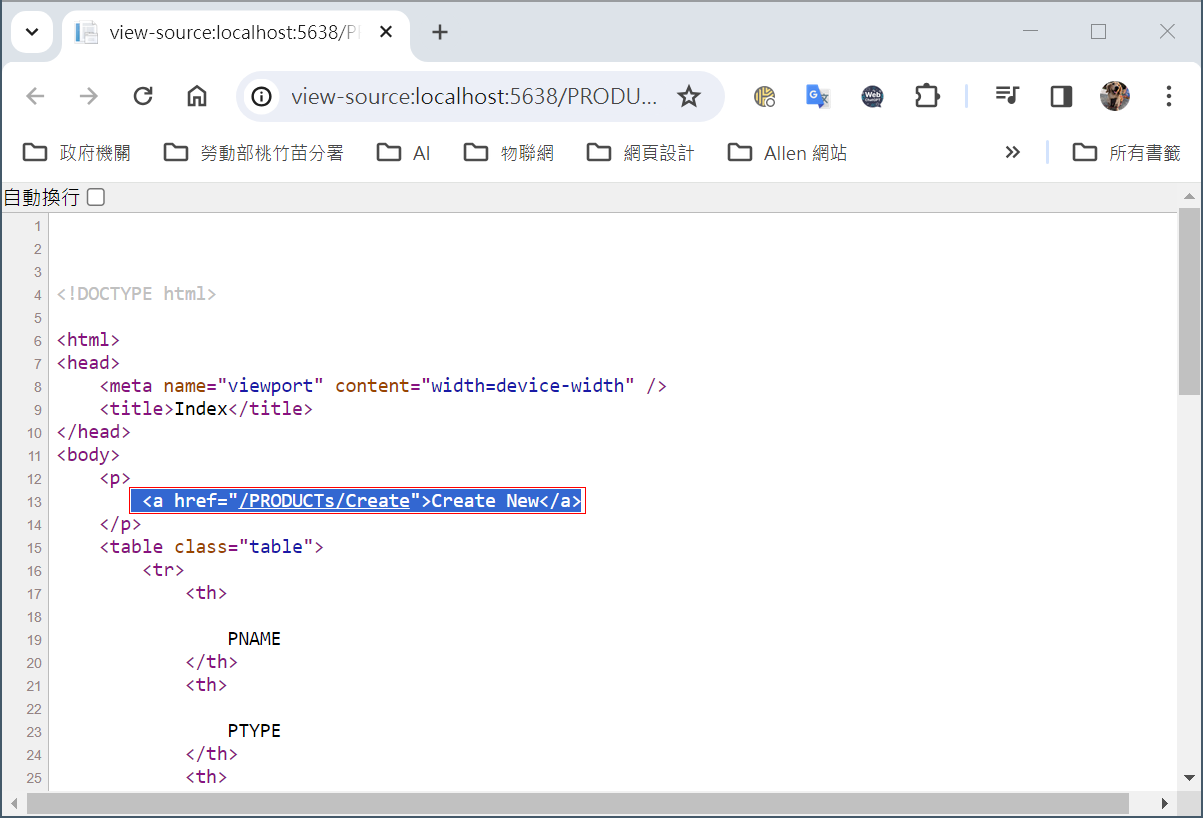 view-source:localhost:5638/P
view-source:localhost:5638/PRODU...
政府機關 勞動部桃竹苗分署 AI 物聯網 網頁設計 Allen 網站 所有書籤
自動換行
1
2
3
4 <!DOCTYPE html>
5
6 <html>
7 <head>
8 <meta name="viewport" content="width=device-width" />
9 <title>Index</title>
10 </head>
11 <body>
12 <p>
13 <a href="/PRODUCTs/Create">Create New</a>
14 </p>
15 <table class="table">
16 <tr>
17 <th>
18
19 PNAME
20 </th>
21 <th>
22
23 PTYPE
24 </th>
25 <th>